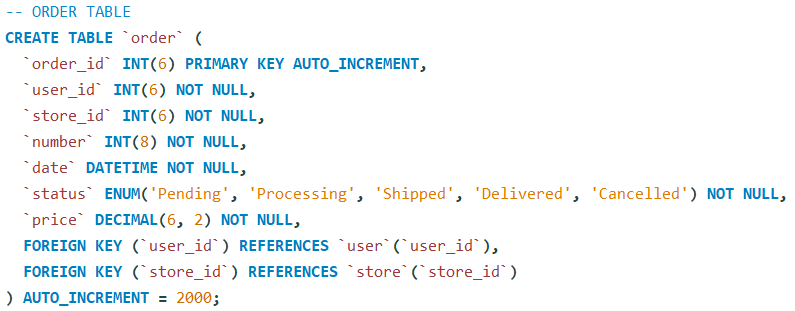 -- ORDER TABLE
CREATE TABLE `order` (
  `order_id` INT(6) PRIMARY KEY AUTO_INCREMENT,
  `user_id` INT(6) NOT NULL,
  `store_id` INT(6) NOT NULL,
  `number` INT(8) NOT NULL,
  `date` DATETIME NOT NULL,
  `status` ENUM('Pending', 'Processing', 'Shipped', 'Delivered', 'Cancelled') NOT NULL,
  `price` DECIMAL(6, 2) NOT NULL,
  FOREIGN KEY (`user_id`) REFERENCES `user`(`user_id`),
  FOREIGN KEY (`store_id`) REFERENCES `store`(`store_id`)
) AUTO_INCREMENT = 2000;